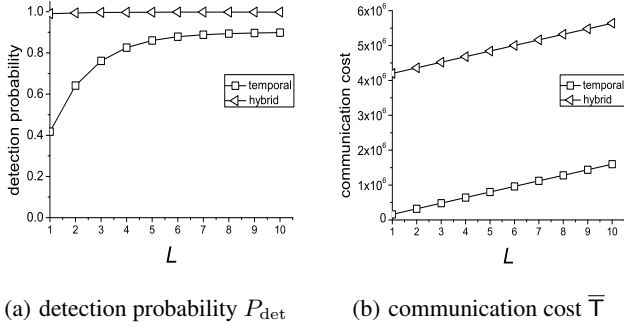 1.0
0.8
0.6
0.4
0.2
0.0
detection probability
temporal
hybrid
1 2 3 4 5 6 7 8 9 10
L
(a) detection probability P_det
6x10^6
5x10^6
4x10^6
3x10^6
2x10^6
1x10^6
0
communication cost
temporal
hybrid
1 2 3 4 5 6 7 8 9 10
L
(b) communication cost T̅